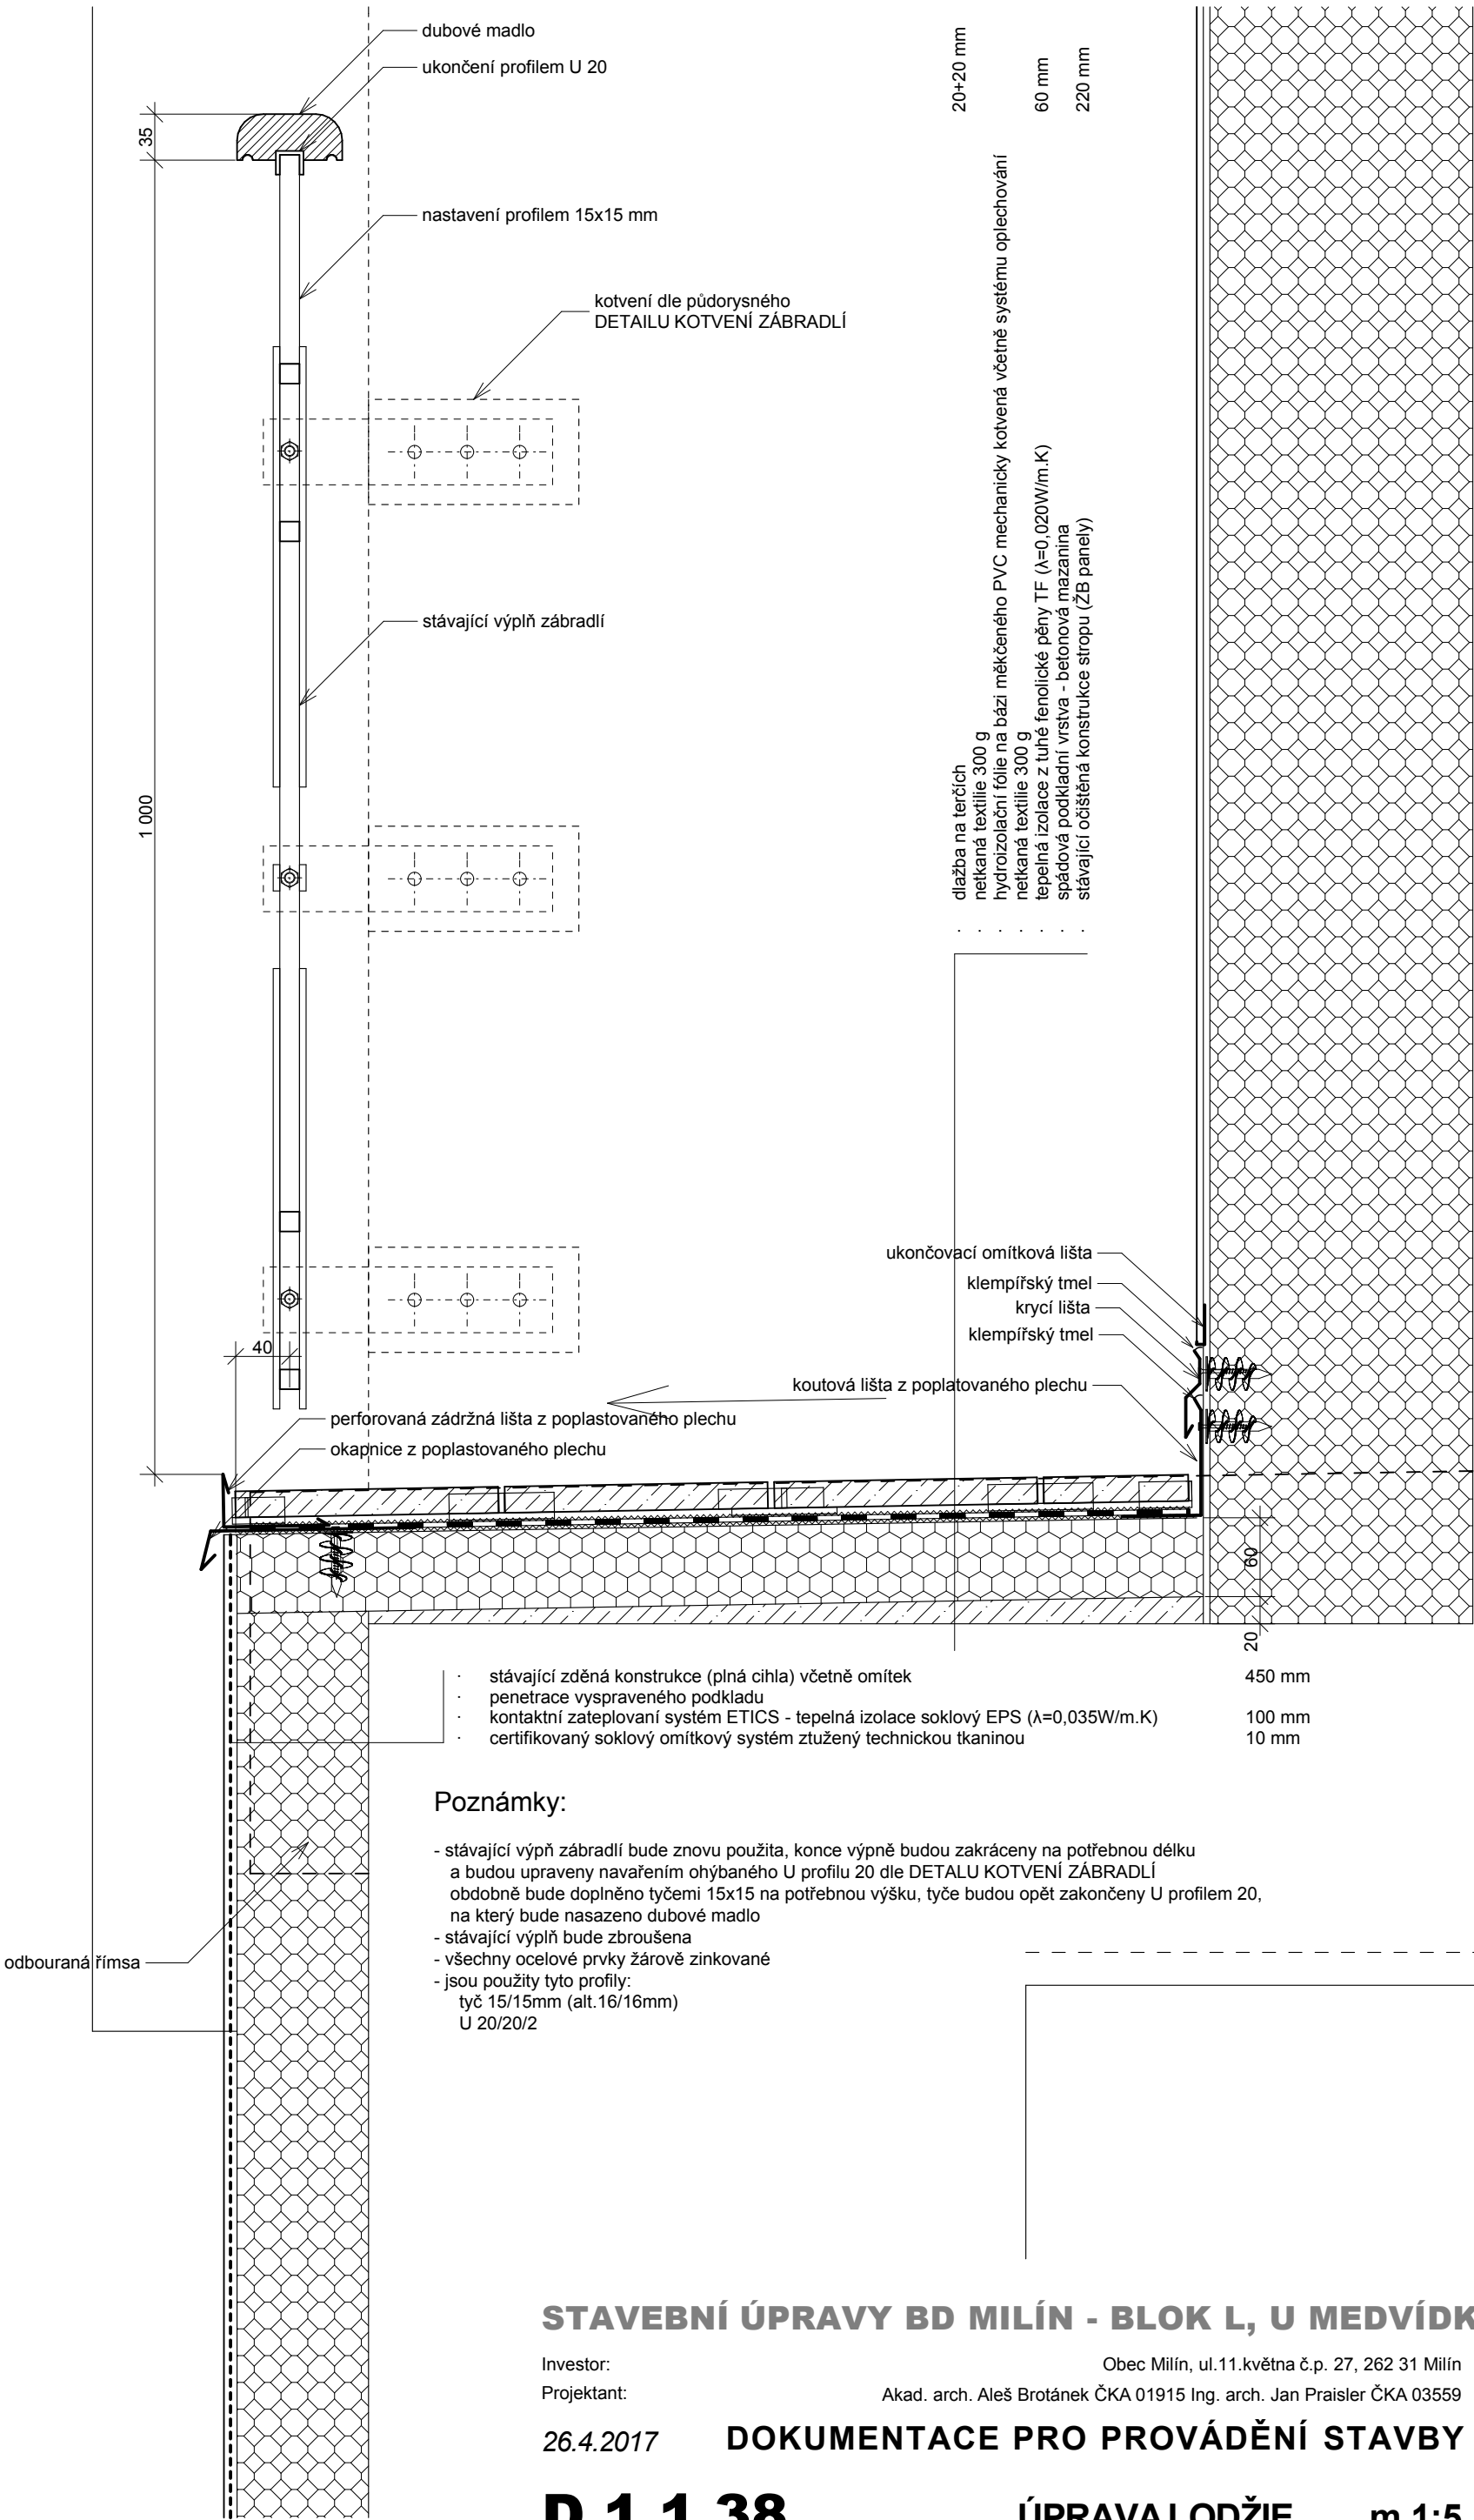 dubové madlo
ukončení profilem U 20
35
nastavení profilem 15x15 mm
kotvení dle půdorysného
DETAILU KOTVENÍ ZÁBRADLÍ
stávající výplň zábradlí
1 000
· dlažba na terčích 20+20 mm
· netkaná textilie 300 g
· hydroizolační fólie na bázi měkčeného PVC mechanicky kotvená včetně systému oplechování
· netkaná textilie 300 g
· tepelná izolace z tuhé fenolické pěny TF (λ=0,020W/m.K) 60 mm
· spádová podkladní vrstva - betonová mazanina
· stávající očištěná konstrukce stropu (ŽB panely) 220 mm
ukončovací omítková lišta
klempířský tmel
krycí lišta
klempířský tmel
40
koutová lišta z poplatovaného plechu
perforovaná zádržná lišta z poplastovaného plechu
okapnice z poplastovaného plechu
60
20
· stávající zděná konstrukce (plná cihla) včetně omítek 450 mm
· penetrace vyspraveného podkladu
· kontaktní zateplovaní systém ETICS - tepelná izolace soklový EPS (λ=0,035W/m.K) 100 mm
· certifikovaný soklový omítkový systém ztužený technickou tkaninou 10 mm
Poznámky:
- stávající výpň zábradlí bude znovu použita, konce výpně budou zakráceny na potřebnou délku
a budou upraveny navařením ohýbaného U profilu 20 dle DETALU KOTVENÍ ZÁBRADLÍ
obdobně bude doplněno tyčemi 15x15 na potřebnou výšku, tyče budou opět zakončeny U profilem 20,
na který bude nasazeno dubové madlo
- stávající výplň bude zbroušena
- všechny ocelové prvky žárově zinkované
- jsou použity tyto profily:
tyč 15/15mm (alt.16/16mm)
U 20/20/2
odbouraná římsa
STAVEBNÍ ÚPRAVY BD MILÍN - BLOK L, U MEDVÍDK
Investor: Obec Milín, ul.11.května č.p. 27, 262 31 Milín
Projektant: Akad. arch. Aleš Brotánek ČKA 01915 Ing. arch. Jan Praisler ČKA 03559
26.4.2017 DOKUMENTACE PRO PROVÁDĚNÍ STAVBY
D.1.1.38 ÚPRAVA LODŽIE m 1:5